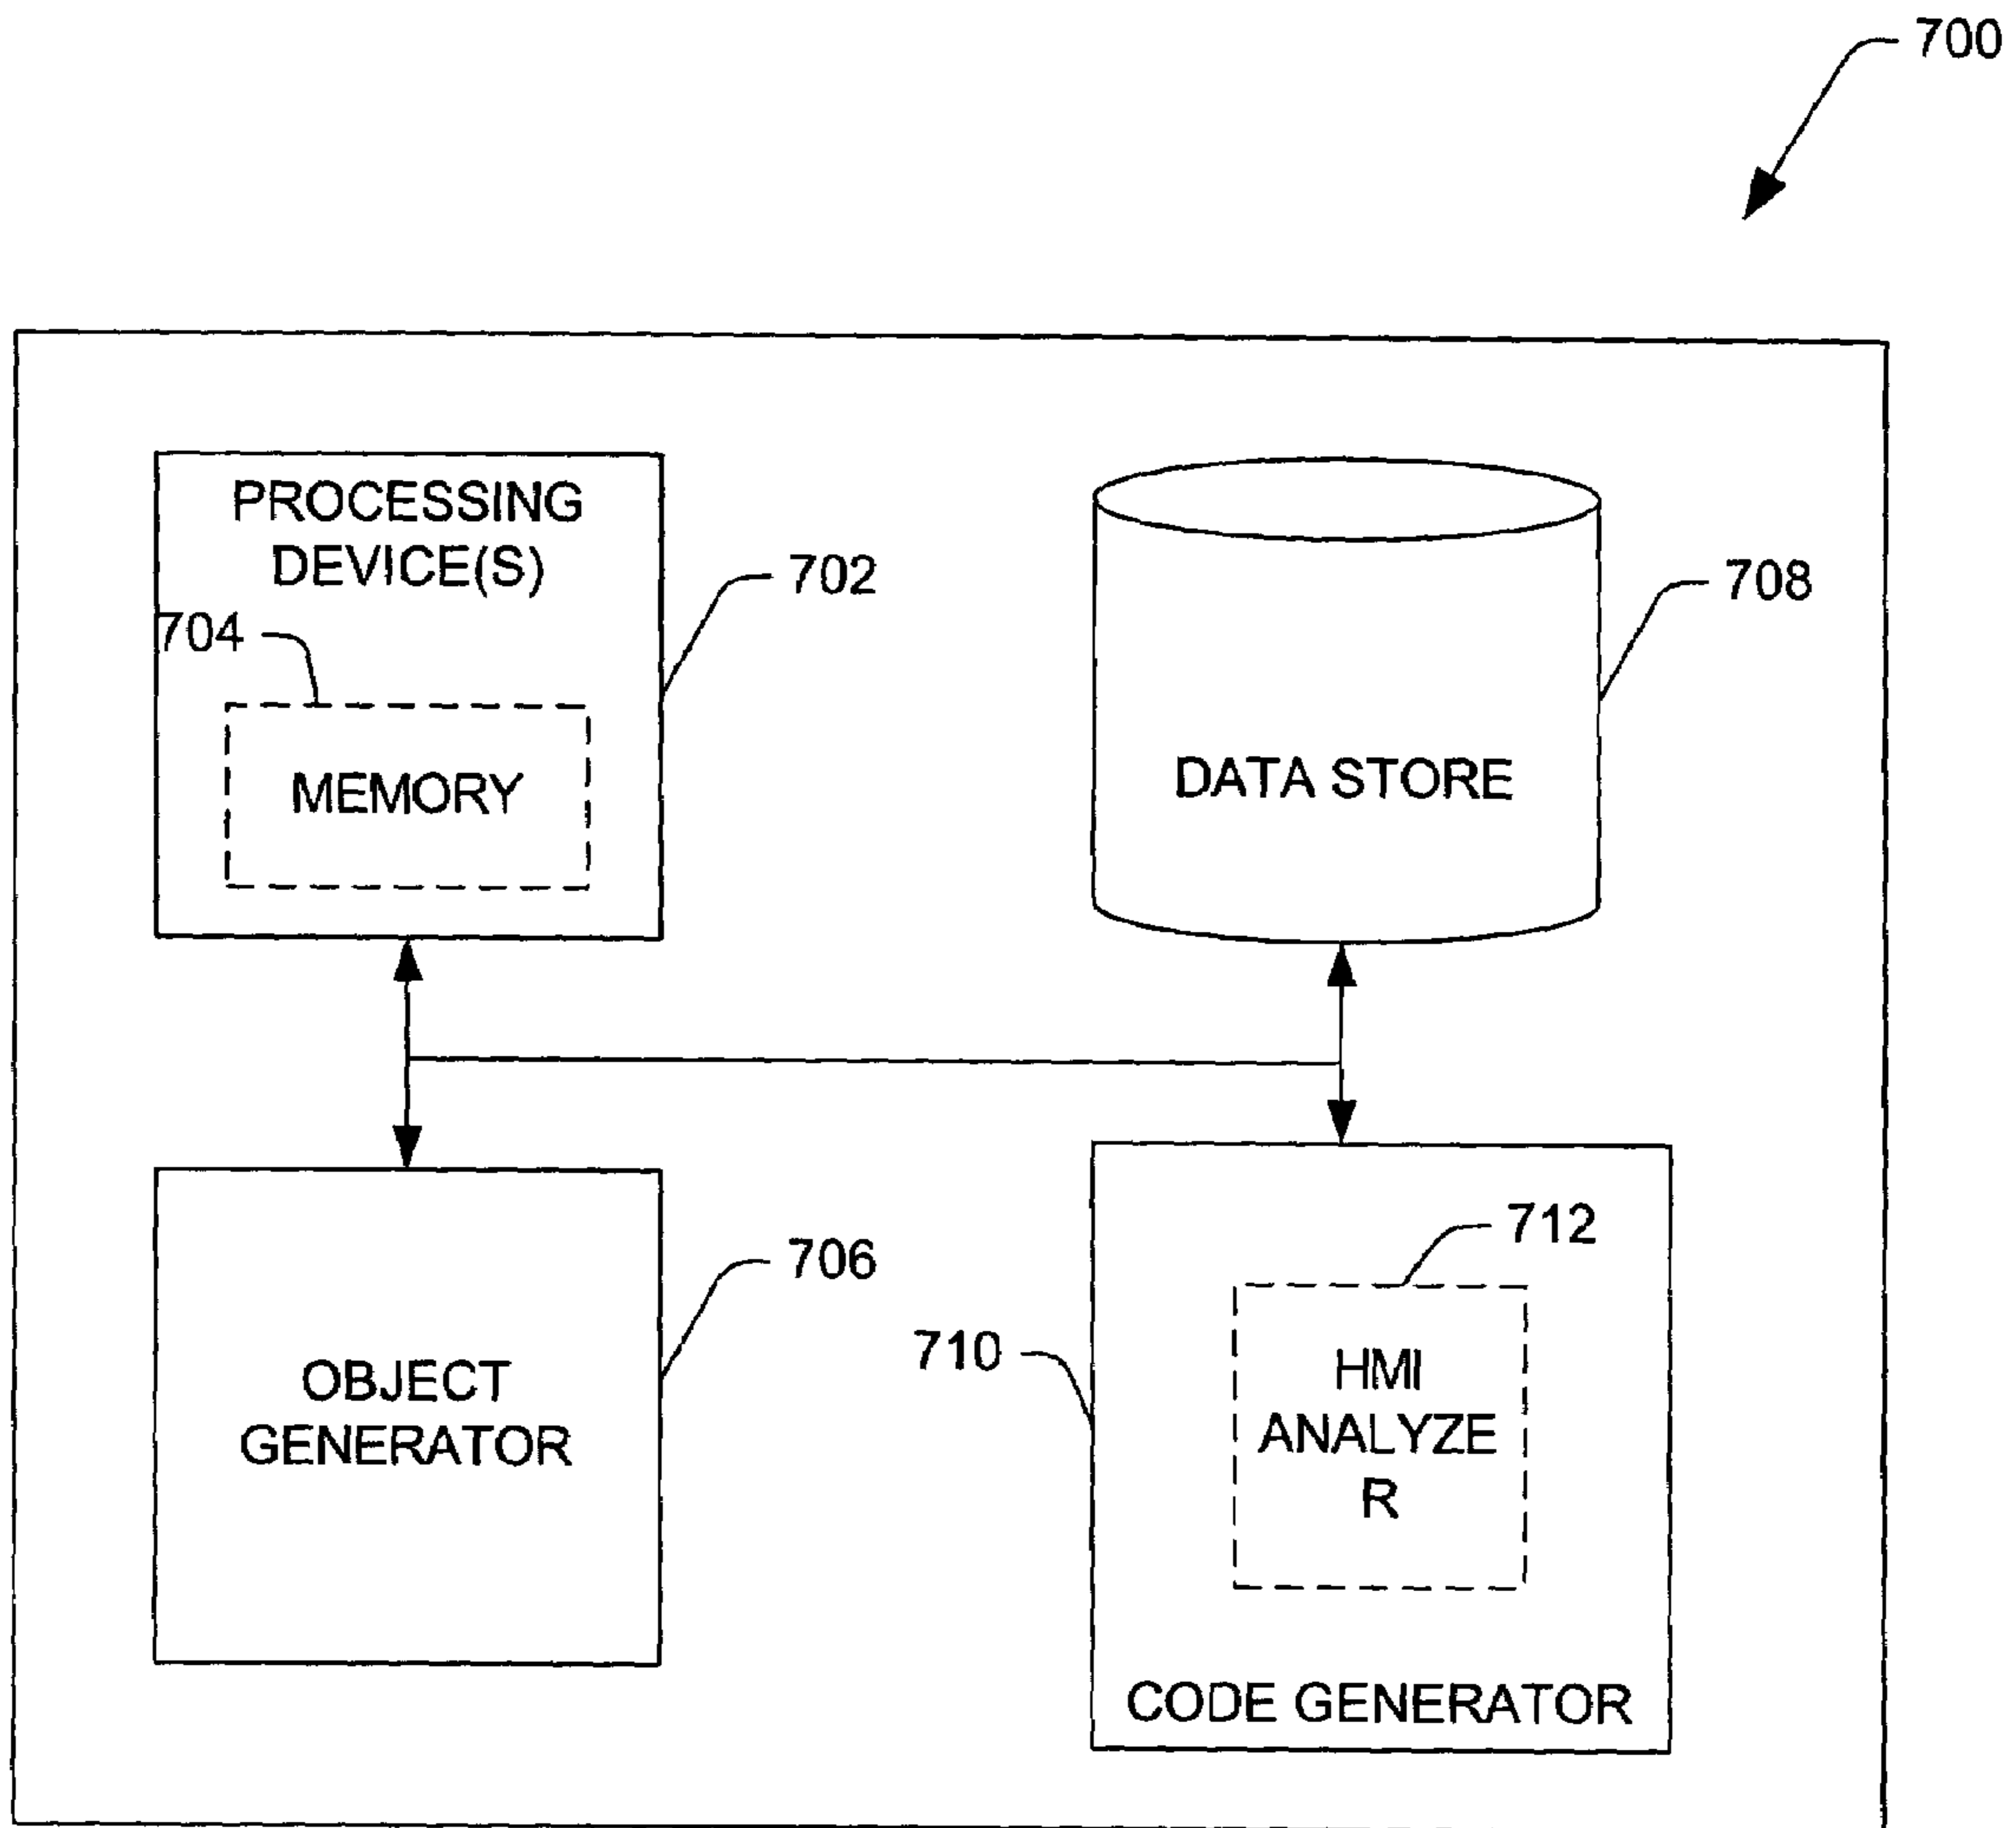 700
PROCESSING
DEVICE(S)
702
704
MEMORY
708
DATA STORE
706
OBJECT
GENERATOR
710
712
HMI
ANALYZE
R
CODE GENERATOR